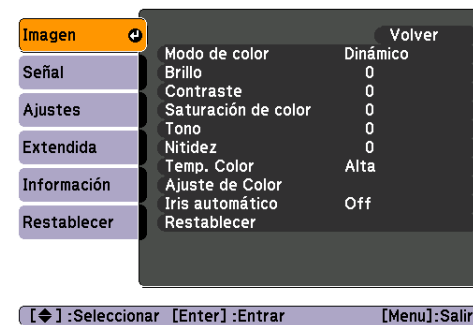 Imagen
Señal
Ajustes
Extendida
Información
Restablecer
Volver
Modo de color Dinámico
Brillo 0
Contraste 0
Saturación de color 0
Tono 0
Nitidez 0
Temp. Color Alta
Ajuste de Color
Iris automático Off
Restablecer
[◆] :Seleccionar [Enter] :Entrar [Menu]:Salir